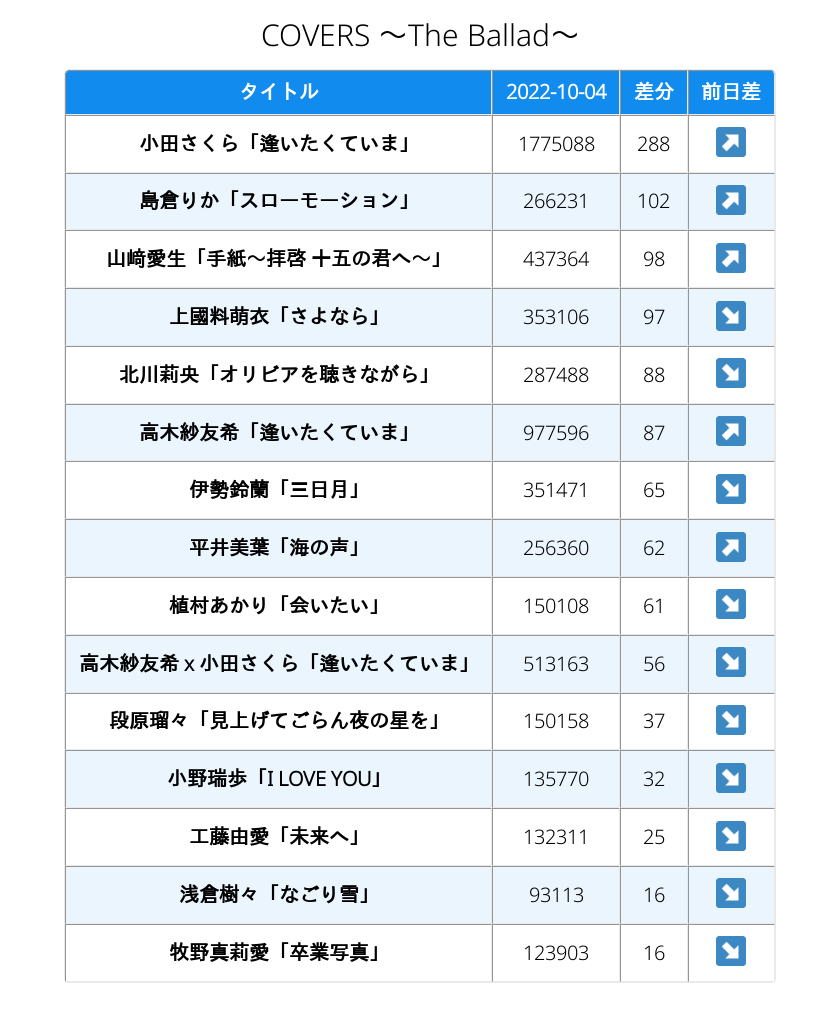 COVERS ～The Ballad～
タイトル 2022-10-04 差分 前日差
小田さくら「逢いたくていま」 1775088 288 ↗
島倉りか「スローモーション」 266231 102 ↗
山﨑愛生「手紙～拝啓 十五の君へ～」 437364 98 ↗
上國料萌衣「さよなら」 353106 97 ↘
北川莉央「オリビアを聴きながら」 287488 88 ↘
高木紗友希「逢いたくていま」 977596 87 ↗
伊勢鈴蘭「三日月」 351471 65 ↘
平井美葉「海の声」 256360 62 ↗
植村あかり「会いたい」 150108 61 ↘
高木紗友希 x 小田さくら「逢いたくていま」 513163 56 ↘
段原瑠々「見上げてごらん夜の星を」 150158 37 ↘
小野瑞歩「I LOVE YOU」 135770 32 ↘
工藤由愛「未来へ」 132311 25 ↘
浅倉樹々「なごり雪」 93113 16 ↘
牧野真莉愛「卒業写真」 123903 16 ↘